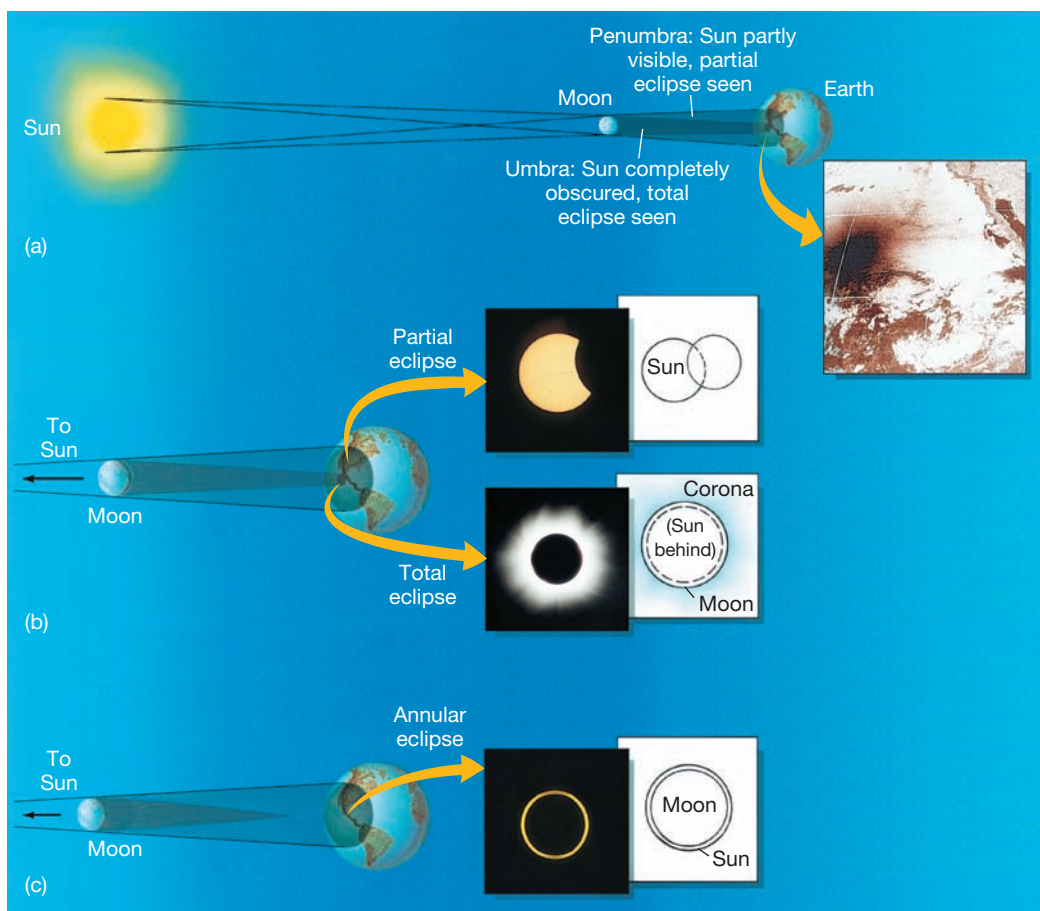 Penumbra: Sun partly
visible, partial
eclipse seen
Moon
Earth
Sun
Umbra: Sun completely
obscured, total
eclipse seen
(a)
Partial
eclipse
Sun
To
Sun
Moon
Corona
(Sun
behind)
Moon
Total
eclipse
(b)
Annular
eclipse
To
Sun
Moon
Moon
Sun
(c)